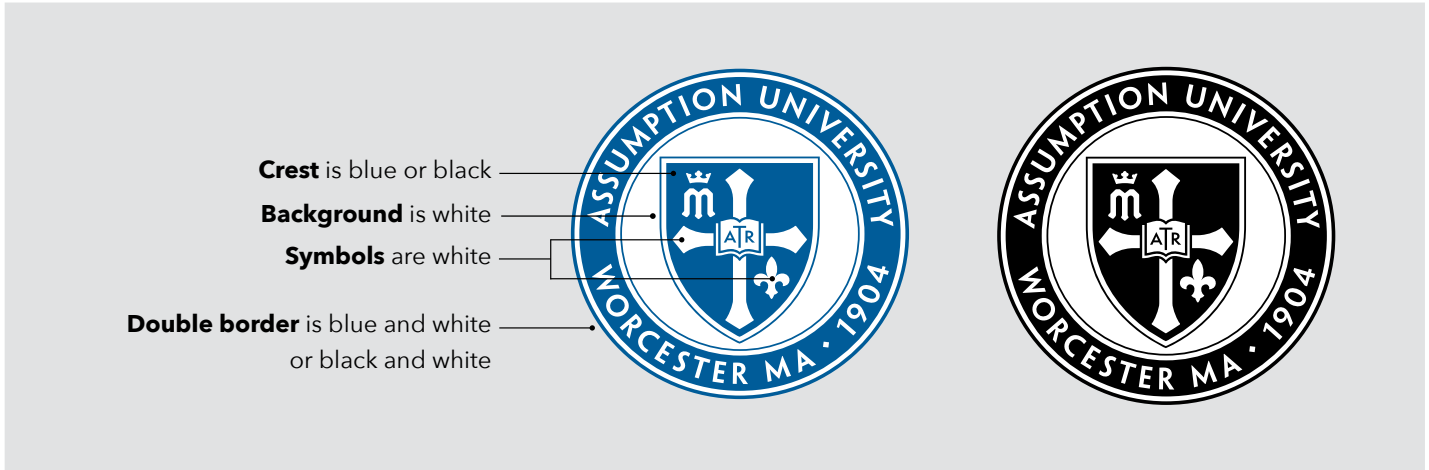 Crest is blue or black
Background is white
Symbols are white
Double border is blue and white
or black and white
ASSUMPTION UNIVERSITY
WORCESTER MA · 1904
M
ATR
ASSUMPTION UNIVERSITY
WORCESTER MA · 1904
M
ATR